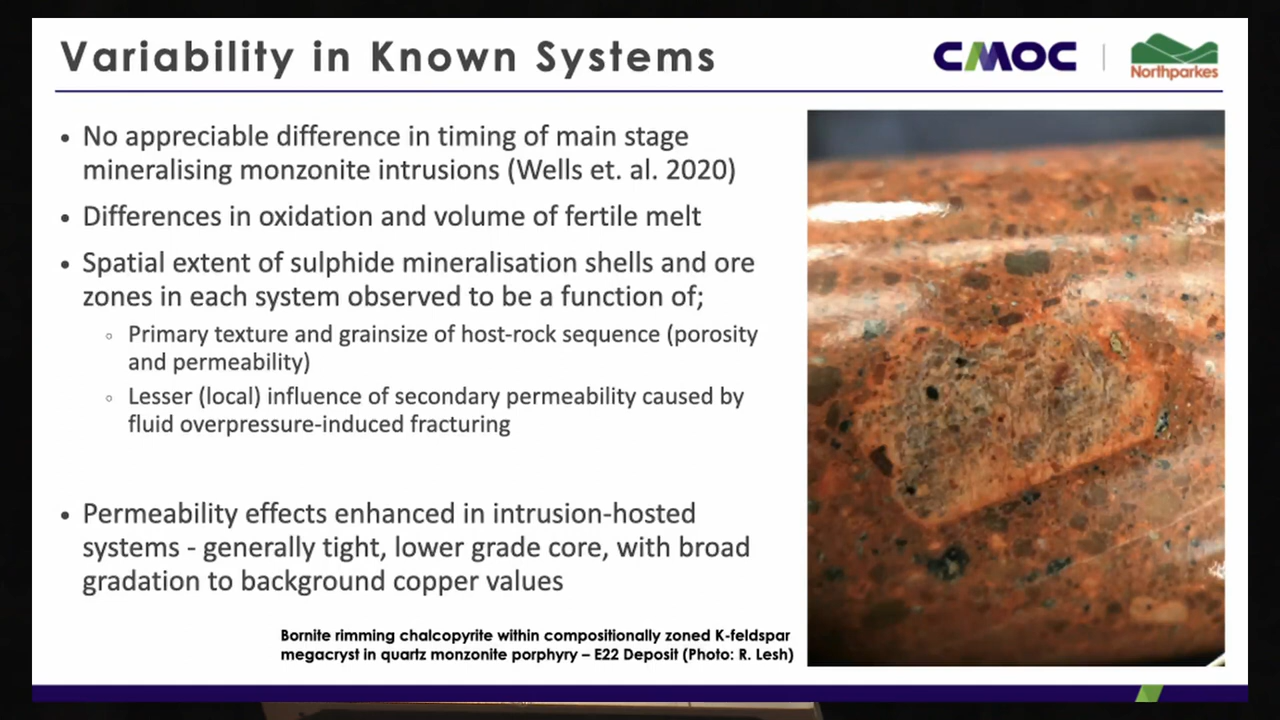 Variability in Known Systems
CMOC
Northparkes
• No appreciable difference in timing of main stage
mineralising monzonite intrusions (Wells et. al. 2020)
• Differences in oxidation and volume of fertile melt
• Spatial extent of sulphide mineralisation shells and ore
zones in each system observed to be a function of;
◦ Primary texture and grainsize of host-rock sequence (porosity
and permeability)
◦ Lesser (local) influence of secondary permeability caused by
fluid overpressure-induced fracturing
• Permeability effects enhanced in intrusion-hosted
systems - generally tight, lower grade core, with broad
gradation to background copper values
Bornite rimming chalcopyrite within compositionally zoned K-feldspar
megacryst in quartz monzonite porphyry – E22 Deposit (Photo: R. Lesh)